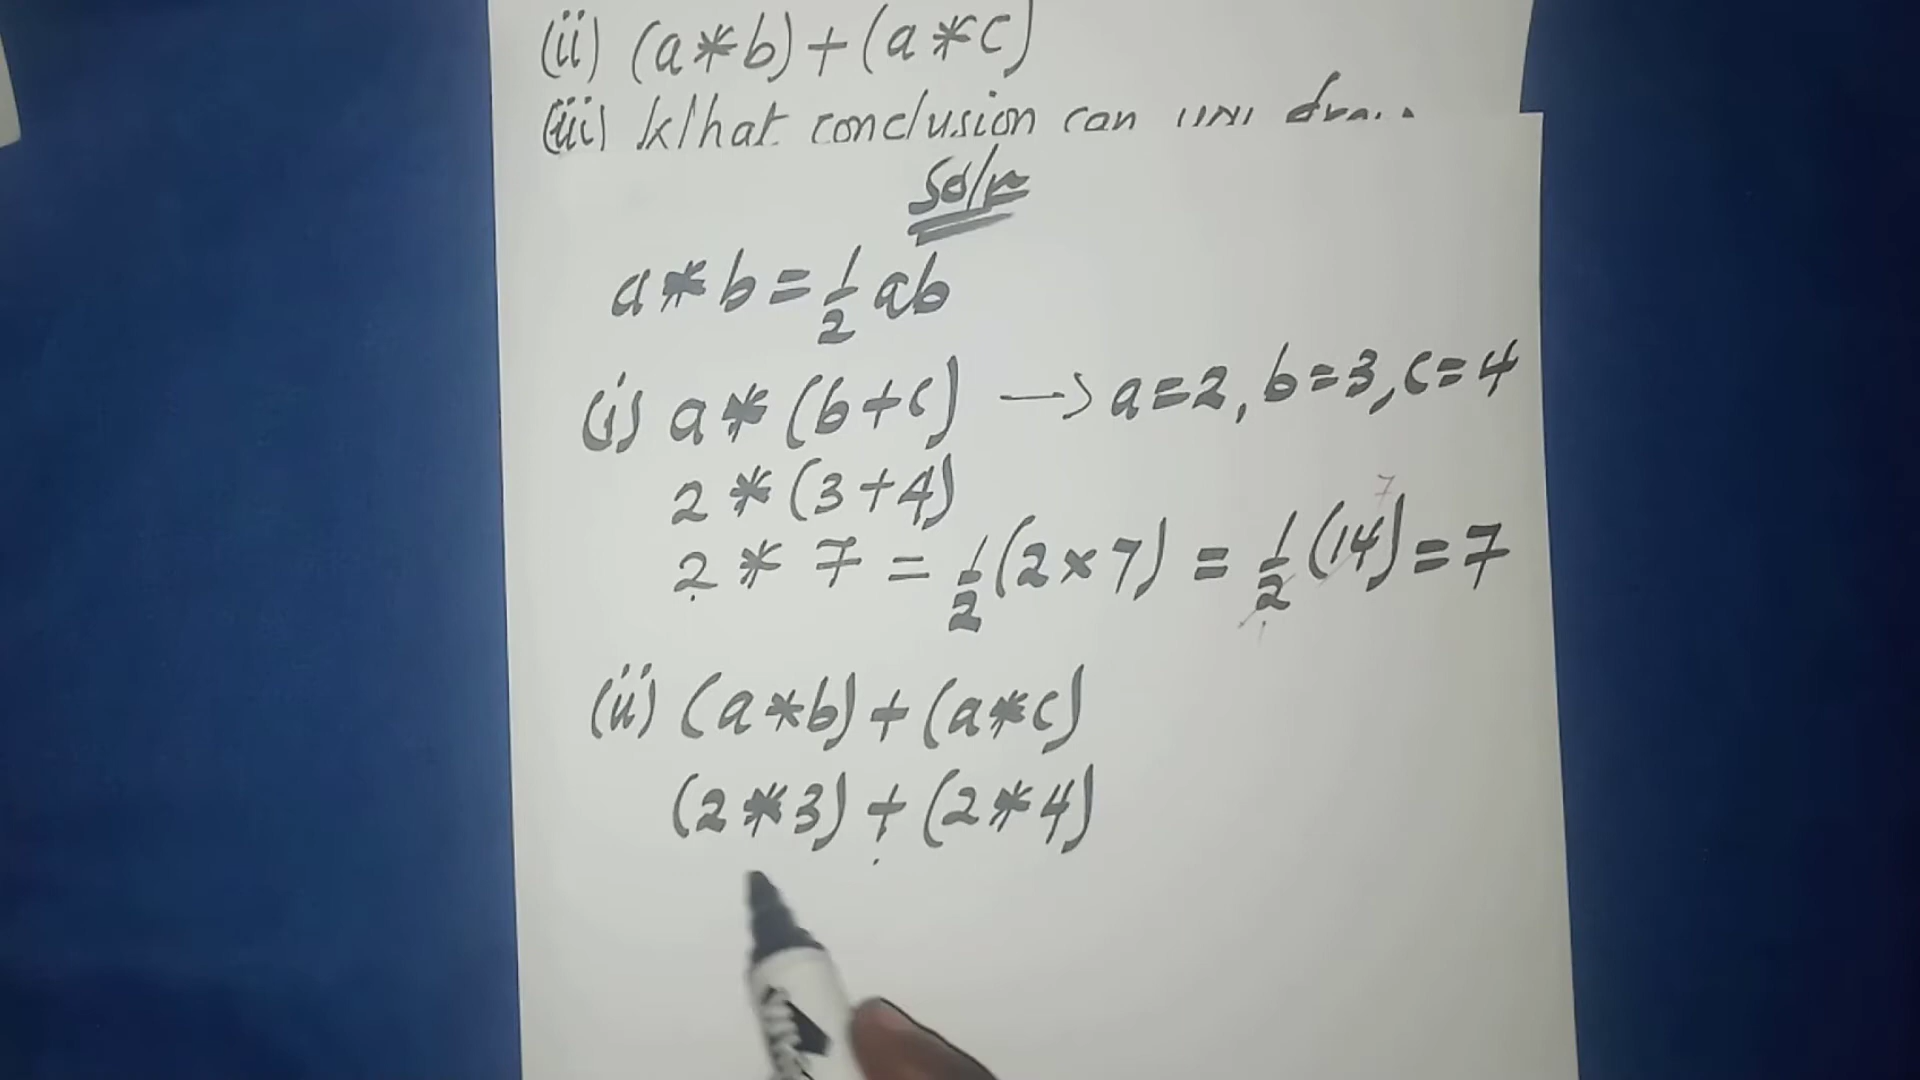 (ii) (a*b)+(a*c)
(iii) What conclusion can
Soln
a*b=1/2 ab
(i) a*(b+c) → a=2, b=3, c=4
2*(3+4)
7
2 * 7 = 1/2(2×7) = 1/2(14) = 7
(ii) (a*b)+(a*c)
(2*3)+(2*4)